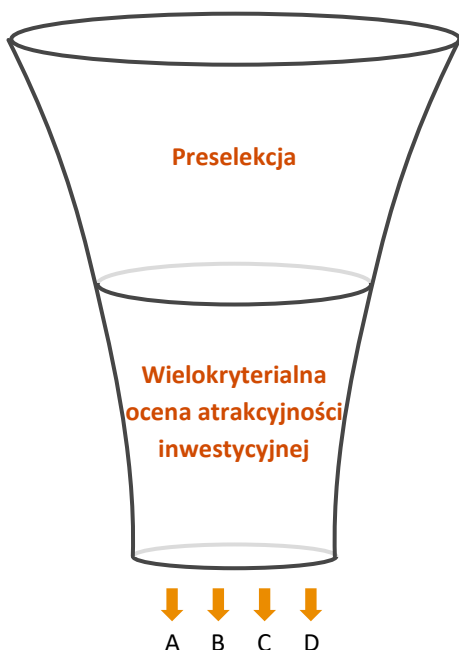 Preselekcja
Wielokryterialna
ocena atrakcyjności
inwestycyjnej
A B C D